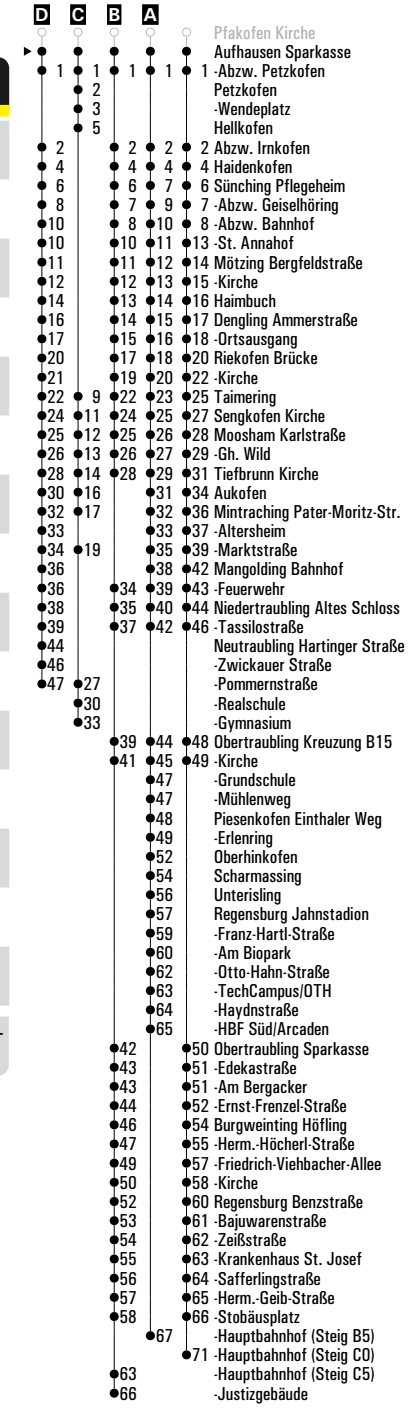 D C B A
Pfakofen Kirche
Aufhausen Sparkasse
1 1 1 1 1 -Abzw. Petzkofen
2 Petzkofen
3 -Wendeplatz
5 Hellkofen
2 2 2 2 Abzw. Irnkofen
4 4 4 4 Haidenkofen
6 6 7 6 Sünching Pflegeheim
8 7 9 7 -Abzw. Geiselhöring
10 8 10 8 -Abzw. Bahnhof
10 10 11 13 -St. Annahof
11 11 12 14 Mötzing Bergfeldstraße
12 12 13 15 -Kirche
14 13 14 16 Haimbuch
16 14 15 17 Dengling Ammerstraße
17 15 16 18 -Ortsausgang
20 17 18 20 Riekofen Brücke
21 19 20 22 -Kirche
22 9 22 23 25 Taimering
24 11 24 25 27 Sengkofen Kirche
25 12 25 26 28 Moosham Karlstraße
26 13 26 27 29 -Gh. Wild
28 14 28 29 31 Tiefbrunn Kirche
30 16 31 34 Aukofen
32 17 32 36 Mintraching Pater-Moritz-Str.
33 33 37 -Altersheim
34 19 35 39 -Marktstraße
36 38 42 Mangolding Bahnhof
36 34 39 43 -Feuerwehr
38 35 40 44 Niedertraubling Altes Schloss
39 37 42 46 -Tassilostraße
44 Neutraubling Hartinger Straße
46 -Zwickauer Straße
47 27 -Pommernstraße
30 -Realschule
33 -Gymnasium
39 44 48 Obertraubling Kreuzung B15
41 45 49 -Kirche
47 -Grundschule
47 -Mühlenweg
48 Piesenkofen Einthaler Weg
49 -Erlenring
52 Oberhinkofen
54 Scharmassing
56 Unterisling
57 Regensburg Jahnstadion
59 -Franz-Hartl-Straße
60 -Am Biopark
62 -Otto-Hahn-Straße
63 -TechCampus/OTH
64 -Haydnstraße
65 -HBF Süd/Arcaden
42 50 Obertraubling Sparkasse
43 51 -Edekastraße
43 51 -Am Bergacker
44 52 -Ernst-Frenzel-Straße
46 54 Burgweinting Höfling
47 55 -Herm.-Höcherl-Straße
49 57 -Friedrich-Viehbacher-Allee
50 58 -Kirche
52 60 Regensburg Benzstraße
53 61 -Bajuwarenstraße
54 62 -Zeißstraße
55 63 -Krankenhaus St. Josef
56 64 -Safferlingstraße
57 65 -Herm.-Geib-Straße
58 66 -Stobäusplatz
67 -Hauptbahnhof (Steig B5)
71 -Hauptbahnhof (Steig C0)
63 -Hauptbahnhof (Steig C5)
66 -Justizgebäude